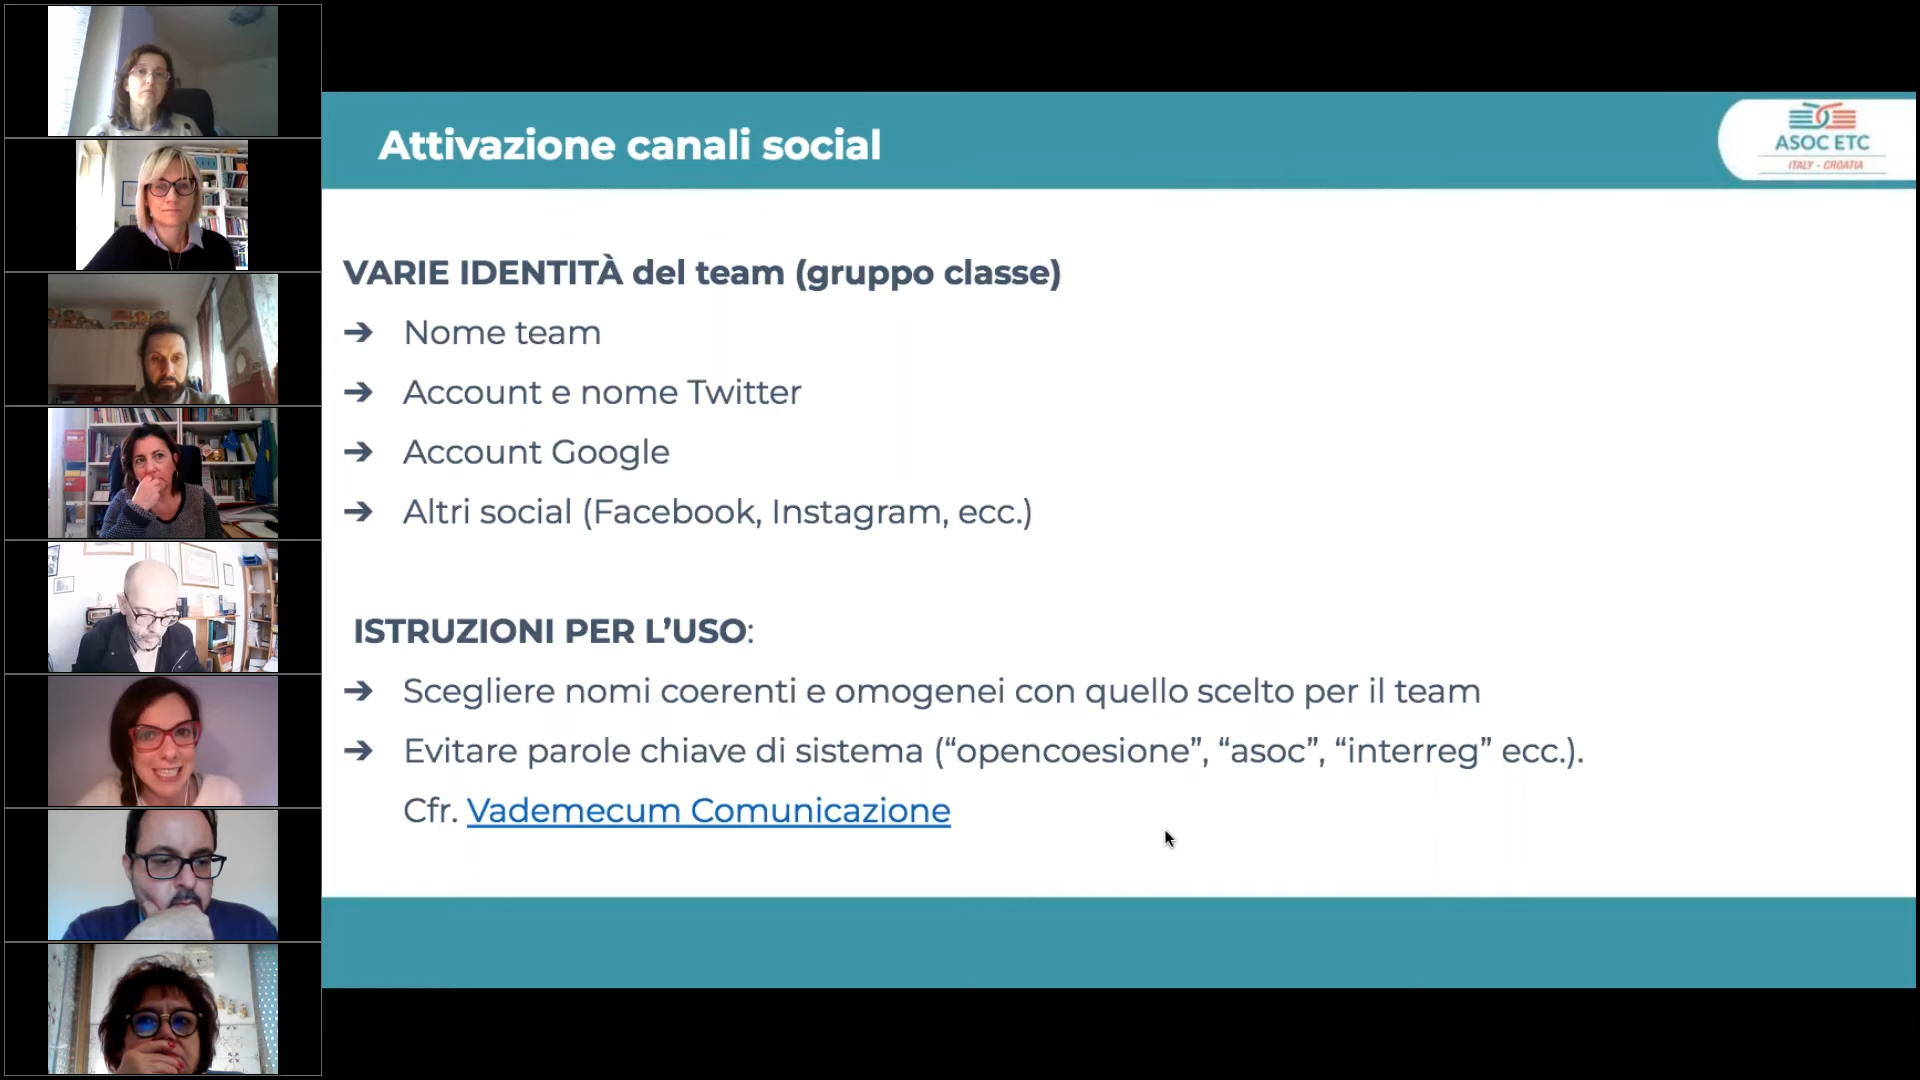 Attivazione canali social
ASOC ETC
ITALY - CROATIA
VARIE IDENTITÀ del team (gruppo classe)
➔ Nome team
➔ Account e nome Twitter
➔ Account Google
➔ Altri social (Facebook, Instagram, ecc.)
ISTRUZIONI PER L’USO:
➔ Scegliere nomi coerenti e omogenei con quello scelto per il team
➔ Evitare parole chiave di sistema (“opencoesione”, “asoc”, “interreg” ecc.).
Cfr. Vademecum Comunicazione